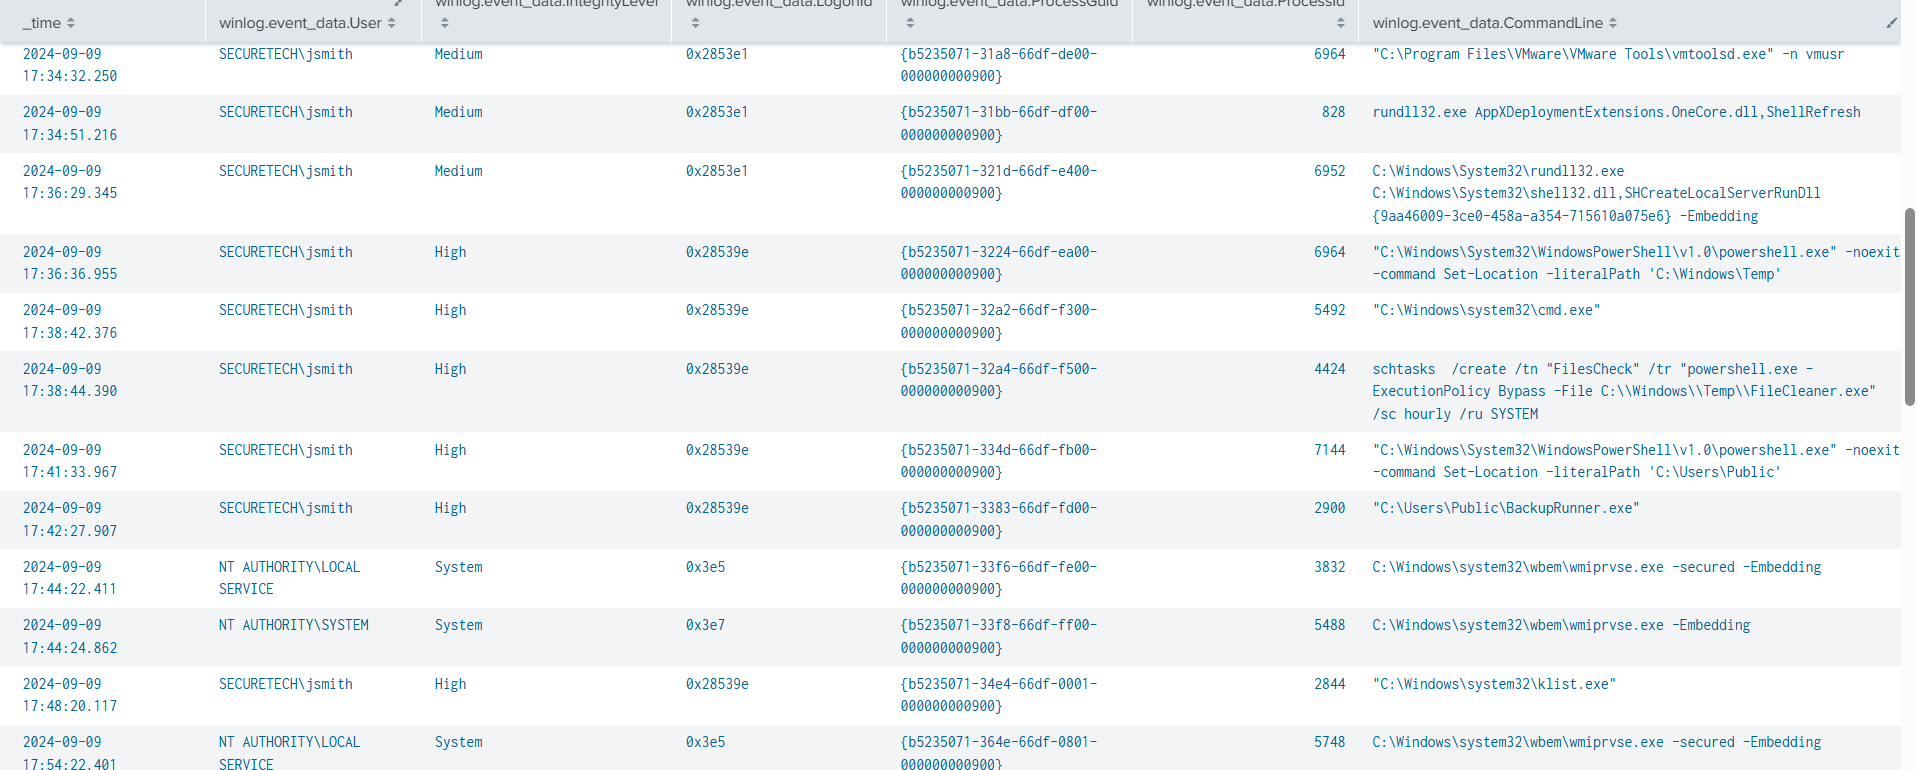 _time
winlog.event_data.User
winlog.event_data.IntegrityLevel
winlog.event_data.LogonId
winlog.event_data.ProcessGuid
winlog.event_data.ProcessId
winlog.event_data.CommandLine
2024-09-09
17:34:32.250
SECURETECH\jsmith
Medium
0x2853e1
{b5235071-31a8-66df-de00-
000000000900}
6964
"C:\Program Files\VMware\VMware Tools\vmtoolsd.exe" -n vmusr
2024-09-09
17:34:51.216
SECURETECH\jsmith
Medium
0x2853e1
{b5235071-31bb-66df-df00-
000000000900}
828
rundll32.exe AppXDeploymentExtensions.OneCore.dll,ShellRefresh
2024-09-09
17:36:29.345
SECURETECH\jsmith
Medium
0x2853e1
{b5235071-321d-66df-e400-
000000000900}
6952
C:\Windows\System32\rundll32.exe
C:\Windows\System32\shell32.dll,SHCreateLocalServerRunDll
{9aa46009-3ce0-458a-a354-715610a075e6} -Embedding
2024-09-09
17:36:36.955
SECURETECH\jsmith
High
0x28539e
{b5235071-3224-66df-ea00-
000000000900}
6964
"C:\Windows\System32\WindowsPowerShell\v1.0\powershell.exe" -noexit
-command Set-Location -literalPath 'C:\Windows\Temp'
2024-09-09
17:38:42.376
SECURETECH\jsmith
High
0x28539e
{b5235071-32a2-66df-f300-
000000000900}
5492
"C:\Windows\system32\cmd.exe"
2024-09-09
17:38:44.390
SECURETECH\jsmith
High
0x28539e
{b5235071-32a4-66df-f500-
000000000900}
4424
schtasks  /create /tn "FilesCheck" /tr "powershell.exe -
ExecutionPolicy Bypass -File C:\\Windows\\Temp\\FileCleaner.exe"
/sc hourly /ru SYSTEM
2024-09-09
17:41:33.967
SECURETECH\jsmith
High
0x28539e
{b5235071-334d-66df-fb00-
000000000900}
7144
"C:\Windows\System32\WindowsPowerShell\v1.0\powershell.exe" -noexit
-command Set-Location -literalPath 'C:\Users\Public'
2024-09-09
17:42:27.907
SECURETECH\jsmith
High
0x28539e
{b5235071-3383-66df-fd00-
000000000900}
2900
"C:\Users\Public\BackupRunner.exe"
2024-09-09
17:44:22.411
NT AUTHORITY\LOCAL
SERVICE
System
0x3e5
{b5235071-33f6-66df-fe00-
000000000900}
3832
C:\Windows\system32\wbem\wmiprvse.exe -secured -Embedding
2024-09-09
17:44:24.862
NT AUTHORITY\SYSTEM
System
0x3e7
{b5235071-33f8-66df-ff00-
000000000900}
5488
C:\Windows\system32\wbem\wmiprvse.exe -Embedding
2024-09-09
17:48:20.117
SECURETECH\jsmith
High
0x28539e
{b5235071-34e4-66df-0001-
000000000900}
2844
"C:\Windows\system32\klist.exe"
2024-09-09
17:54:22.401
NT AUTHORITY\LOCAL
SERVICE
System
0x3e5
{b5235071-364e-66df-0801-
000000000900}
5748
C:\Windows\system32\wbem\wmiprvse.exe -secured -Embedding